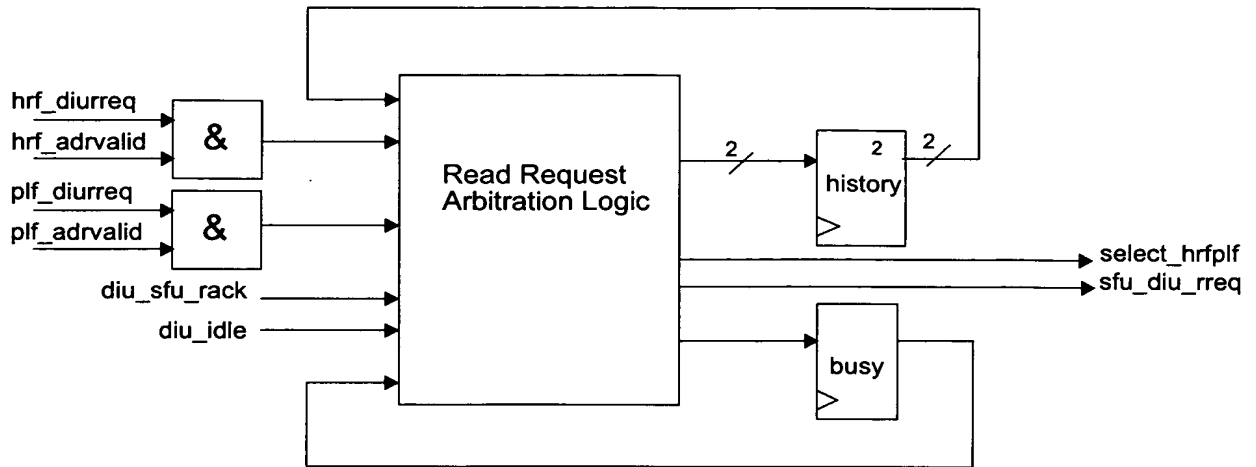 hrf_diurreq
hrf_adrvalid
&
plf_diurreq
plf_adrvalid
&
diu_sfu_rack
diu_idle
Read Request
Arbitration Logic
2
2
history
2
select_hrfplf
sfu_diu_rreq
busy